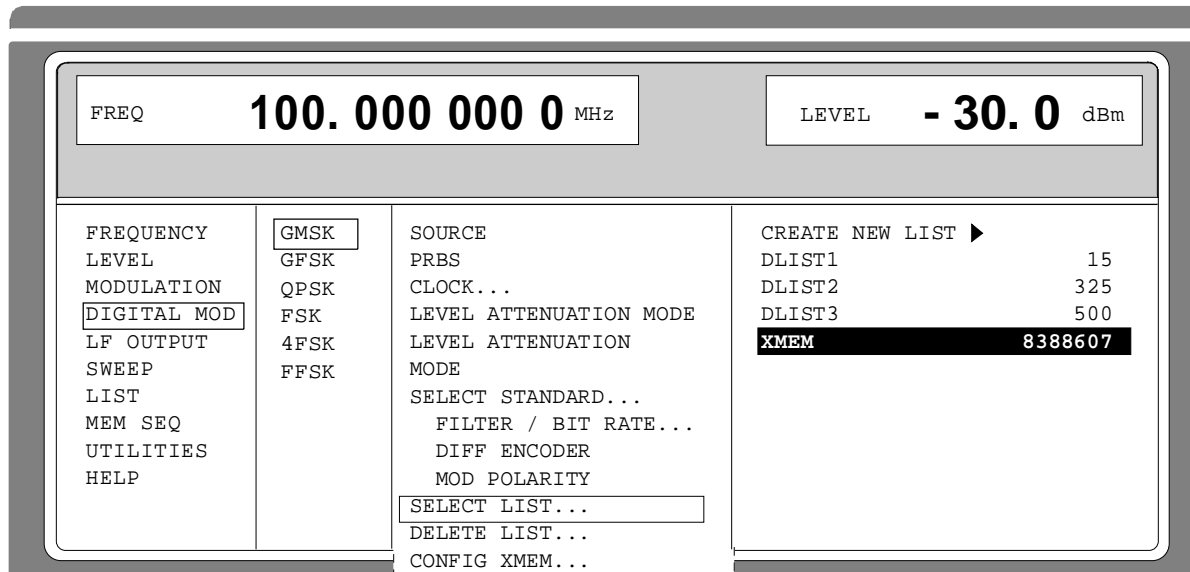 FREQ 100. 000 000 0 MHz
LEVEL - 30. 0 dBm
FREQUENCY
LEVEL
MODULATION
DIGITAL MOD
LF OUTPUT
SWEEP
LIST
MEM SEQ
UTILITIES
HELP
GMSK
GFSK
QPSK
FSK
4FSK
FFSK
SOURCE
PRBS
CLOCK...
LEVEL ATTENUATION MODE
LEVEL ATTENUATION
MODE
SELECT STANDARD...
FILTER / BIT RATE...
DIFF ENCODER
MOD POLARITY
SELECT LIST...
DELETE LIST...
CONFIG XMEM...
CREATE NEW LIST
DLIST1 15
DLIST2 325
DLIST3 500
XMEM 8388607